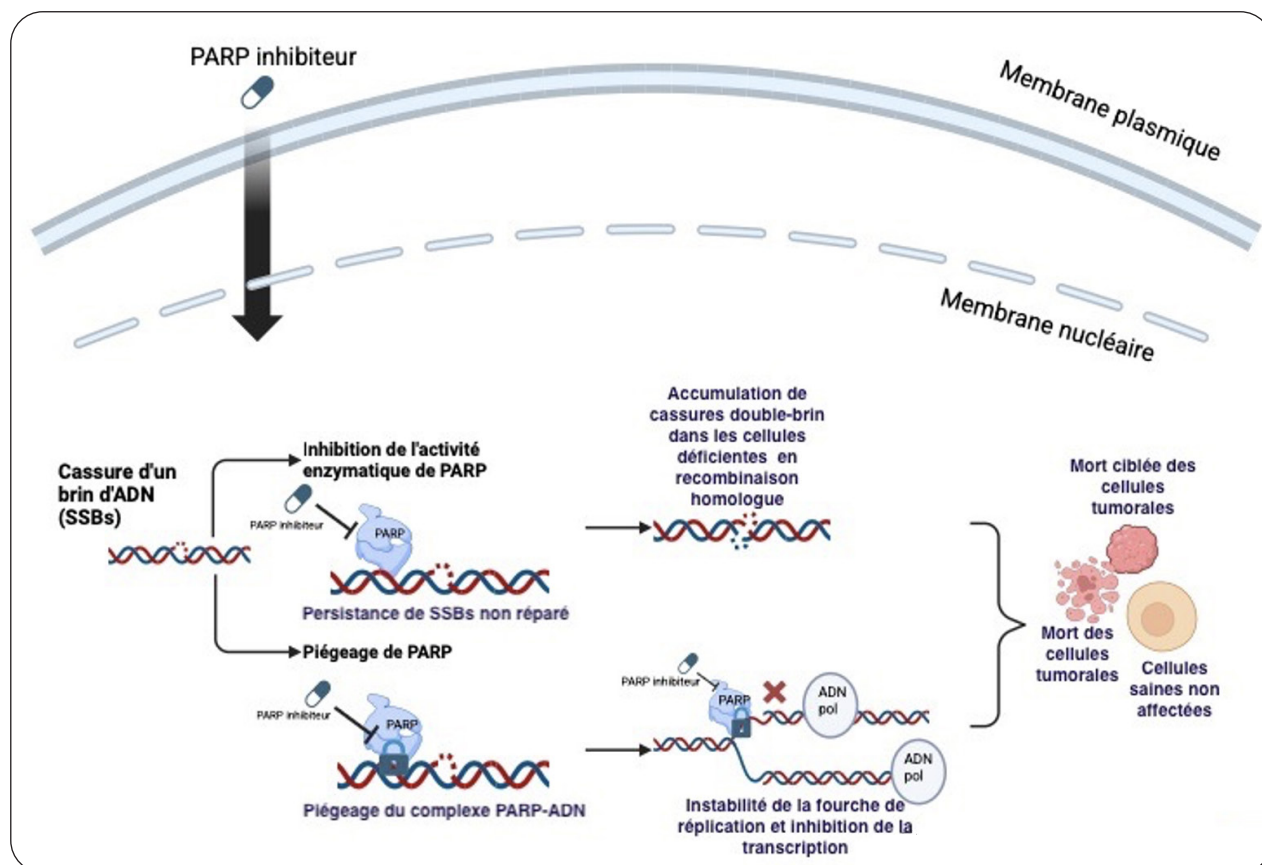 PARP inhibiteur
Membrane plasmique
Membrane nucléaire
Cassure d'un
brin d'ADN
(SSBs)
Inhibition de l'activité
enzymatique de PARP
PARP inhibiteur
PARP
Persistance de SSBs non réparé
Accumulation de
cassures double-brin
dans les cellules
déficientes en
recombinaison
homologue
Piégeage de PARP
PARP inhibiteur
PARP
Piégeage du complexe PARP-ADN
PARP inhibiteur
PARP
ADN
pol
ADN
pol
Instabilité de la fourche de
réplication et inhibition de la
transcription
Mort ciblée des
cellules
tumorales
Mort des
cellules
tumorales
Cellules
saines non
affectées